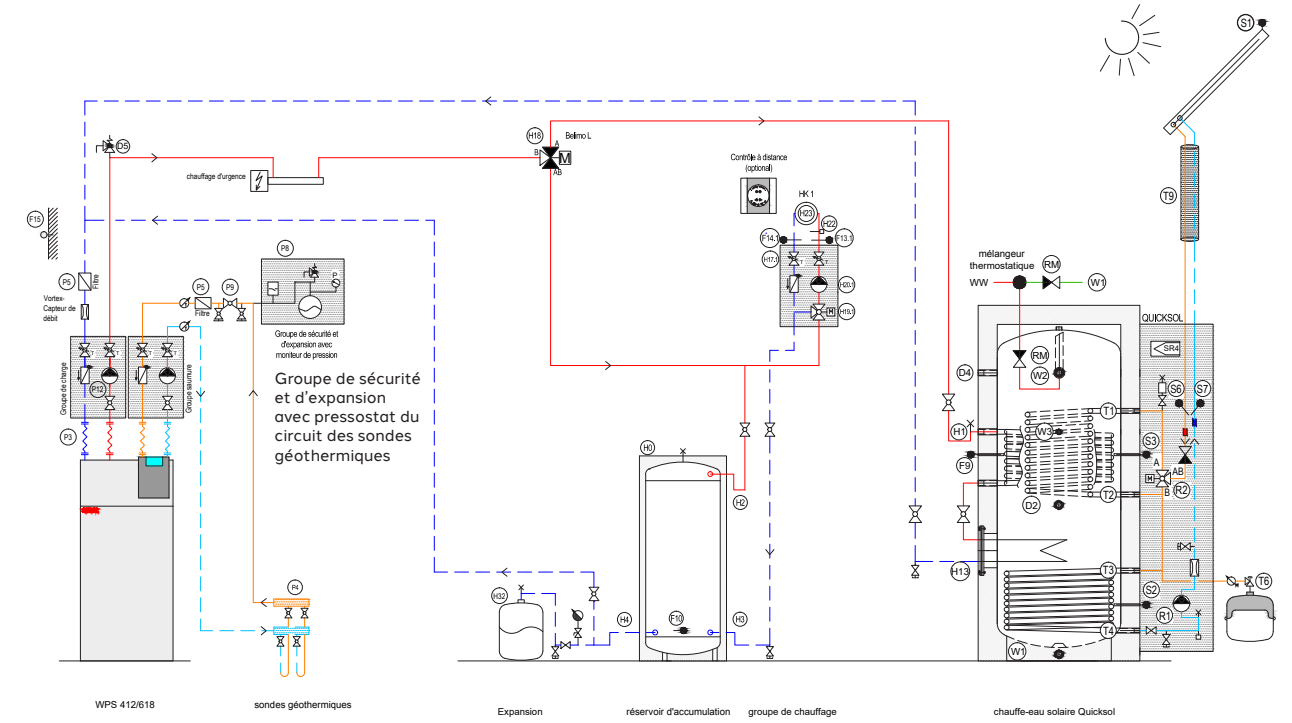 S1
H18
Belimo L
A
B
M
AB
D5
chauffage d'urgence
Contrôle à distance
(optional)
HK 1
H23
H22
F14.1
F13.1
H17.1
T
T
H20.1
H19.1
M
T9
F15
P8
P
P5
Filtre
P5
P9
Filtre
Vortex-
Capteur de
débit
Groupe de sécurité et
d'expansion avec
moniteur de pression
mélangeur
thermostatique
RM
WW
W1
QUICKSOL
SR4
Groupe de charge
T
T
P12
T
T
Groupe saumure
Groupe de sécurité
et d'expansion
avec pressostat du
circuit des sondes
géothermiques
RM
W2
D4
S6
S7
T1
H1
W3
S3
F9
A
M
AB
B
R2
T2
D2
P3
H0
H2
H13
T3
S2
T6
R1
T4
W1
P4
H32
H4
F10
H3
WPS 412/618
sondes géothermiques
Expansion
réservoir d'accumulation
groupe de chauffage
chauffe-eau solaire Quicksol